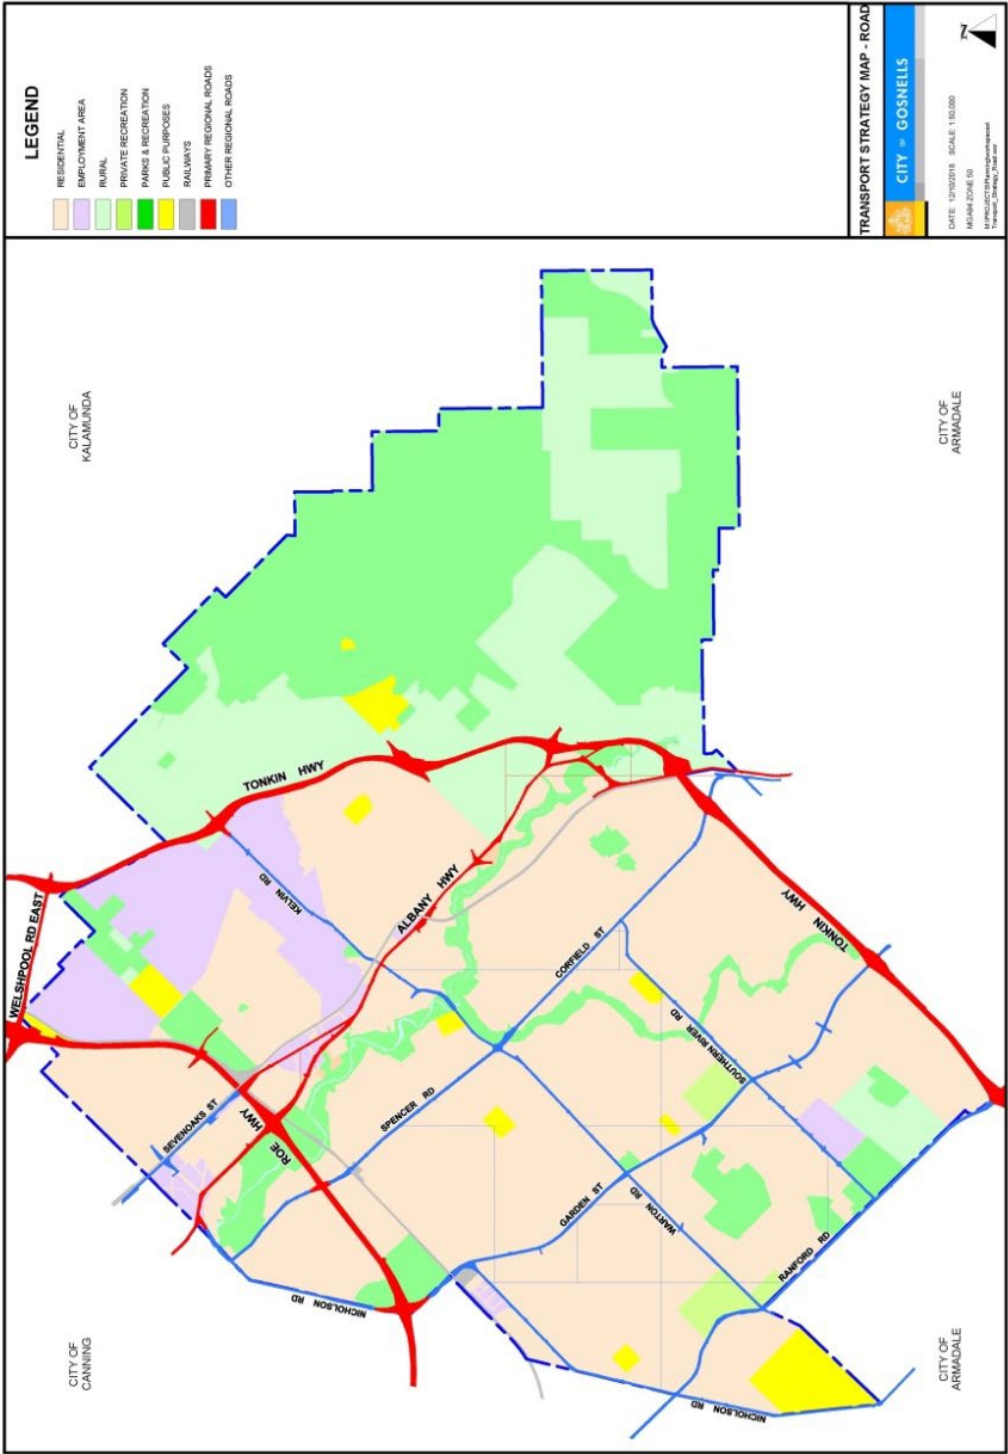 LEGEND
RESIDENTIAL
EMPLOYMENT AREA
RURAL
PRIVATE RECREATION
PARKS & RECREATION
PUBLIC PURPOSES
RAILWAYS
PRIMARY REGIONAL ROADS
OTHER REGIONAL ROADS
TRANSPORT STRATEGY MAP - ROAD
CITY OF GOSNELLS
DATE: 12/10/2018 SCALE: 1:50,000
MGA94 ZONE 50
N
CITY OF
KALAMUNDA
CITY OF
ARMADALE
CITY OF
CANNING
CITY OF
ARMADALE
WELSHPOOL RD EAST
TONKIN HWY
KELVIN RD
ALBANY HWY
SEVENOAKS ST
ROE HWY
SPENCER RD
CORFIELD ST
TONKIN HWY
SOUTHERN RIVER RD
GARDEN ST
WARTON RD
RANFORD RD
NICHOLSON RD
NICHOLSON RD